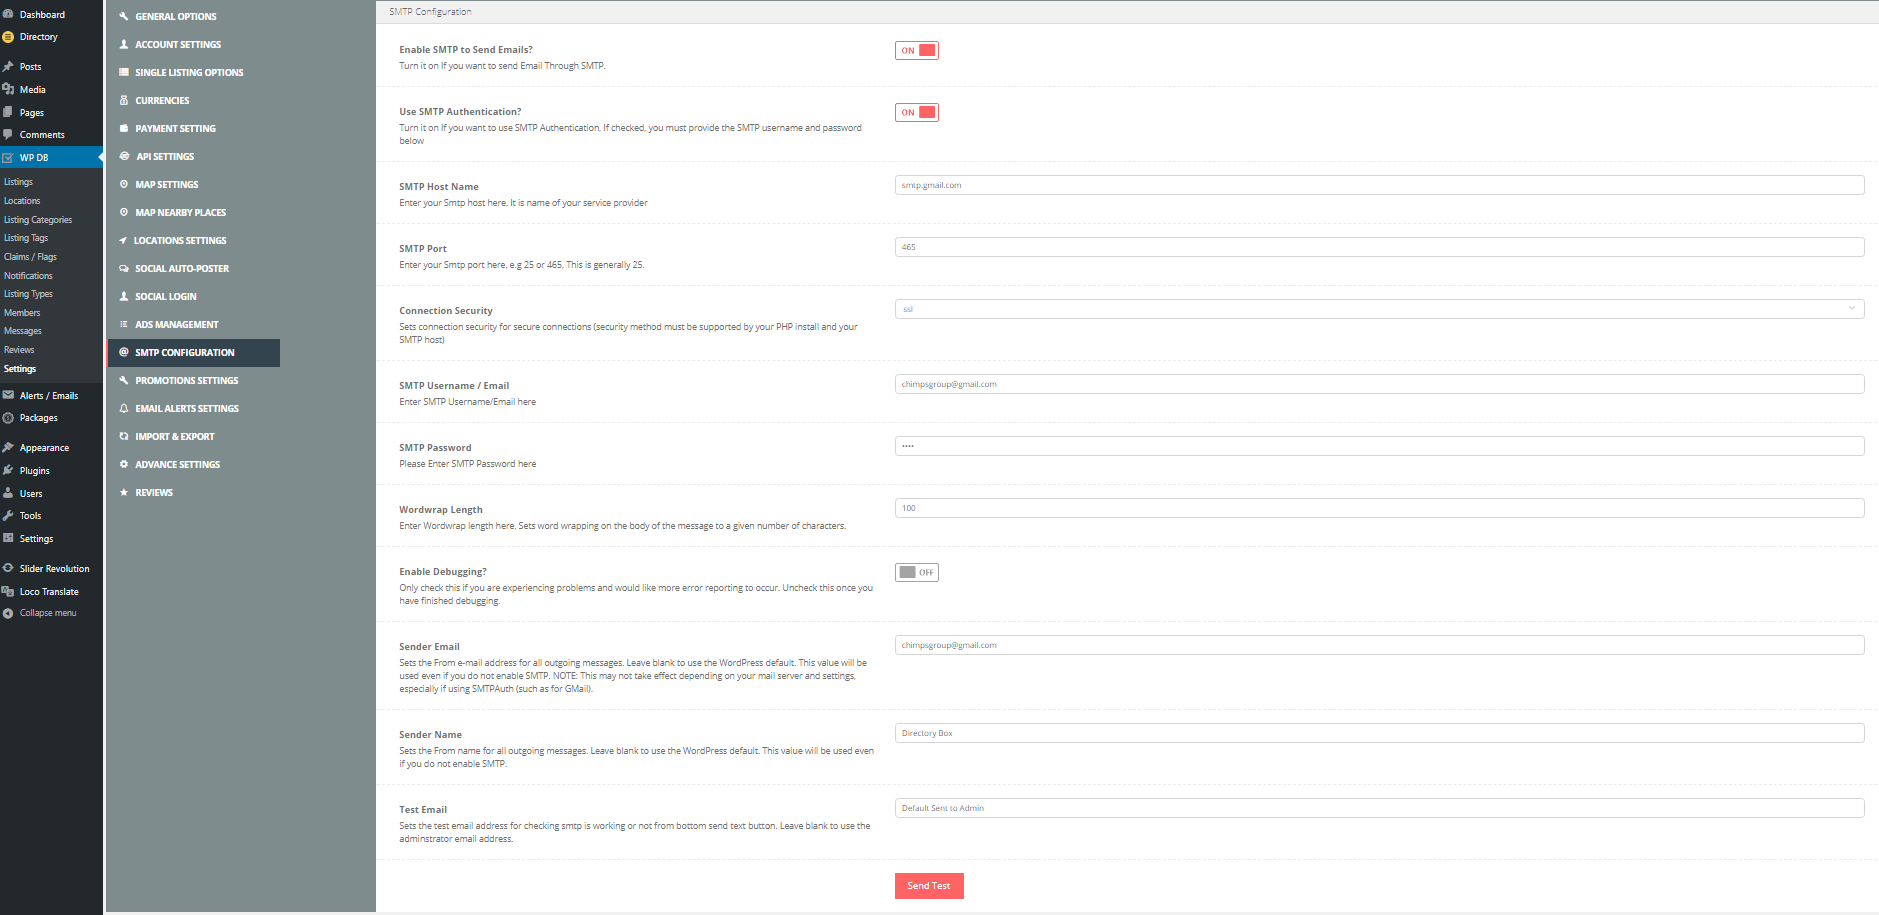 Dashboard
Directory
Posts
Media
Pages
Comments
WP DB
Listings
Locations
Listing Categories
Listing Tags
Claims / Flags
Notifications
Listing Types
Members
Messages
Reviews
Settings
Alerts / Emails
Packages
Appearance
Plugins
Users
Tools
Settings
Slider Revolution
Loco Translate
Collapse menu
GENERAL OPTIONS
ACCOUNT SETTINGS
SINGLE LISTING OPTIONS
CURRENCIES
PAYMENT SETTING
API SETTINGS
MAP SETTINGS
MAP NEARBY PLACES
LOCATIONS SETTINGS
SOCIAL AUTO-POSTER
SOCIAL LOGIN
ADS MANAGEMENT
SMTP CONFIGURATION
PROMOTIONS SETTINGS
EMAIL ALERTS SETTINGS
IMPORT & EXPORT
ADVANCE SETTINGS
REVIEWS
SMTP Configuration
Enable SMTP to Send Emails?
Turn it on If you want to send Email Through SMTP.
ON
Use SMTP Authentication?
Turn it on If you want to use SMTP Authentication, If checked, you must provide the SMTP username and password
below
ON
SMTP Host Name
Enter your Smtp host here, It is name of your service provider
smtp.gmail.com
SMTP Port
Enter your Smtp port here, e.g 25 or 465, This is generally 25.
465
Connection Security
Sets connection security for secure connections (security method must be supported by your PHP install and your
SMTP host)
ssl
SMTP Username / Email
Enter SMTP Username/Email here
chimpsgroup@gmail.com
SMTP Password
Please Enter SMTP Password here
••••
Wordwrap Length
Enter Wordwrap length here, Sets word wrapping on the body of the message to a given number of characters.
100
Enable Debugging?
Only check this if you are experiencing problems and would like more error reporting to occur. Uncheck this once you
have finished debugging.
OFF
Sender Email
Sets the From e-mail address for all outgoing messages. Leave blank to use the WordPress default. This value will be
used even if you do not enable SMTP. NOTE: This may not take effect depending on your mail server and settings,
especially if using SMTPAuth (such as for GMail).
chimpsgroup@gmail.com
Sender Name
Sets the From name for all outgoing messages. Leave blank to use the WordPress default. This value will be used even
if you do not enable SMTP.
Directory Box
Test Email
Sets the test email address for checking smtp is working or not from bottom send text button. Leave blank to use the
adminstrator email address.
Default Sent to Admin
Send Test